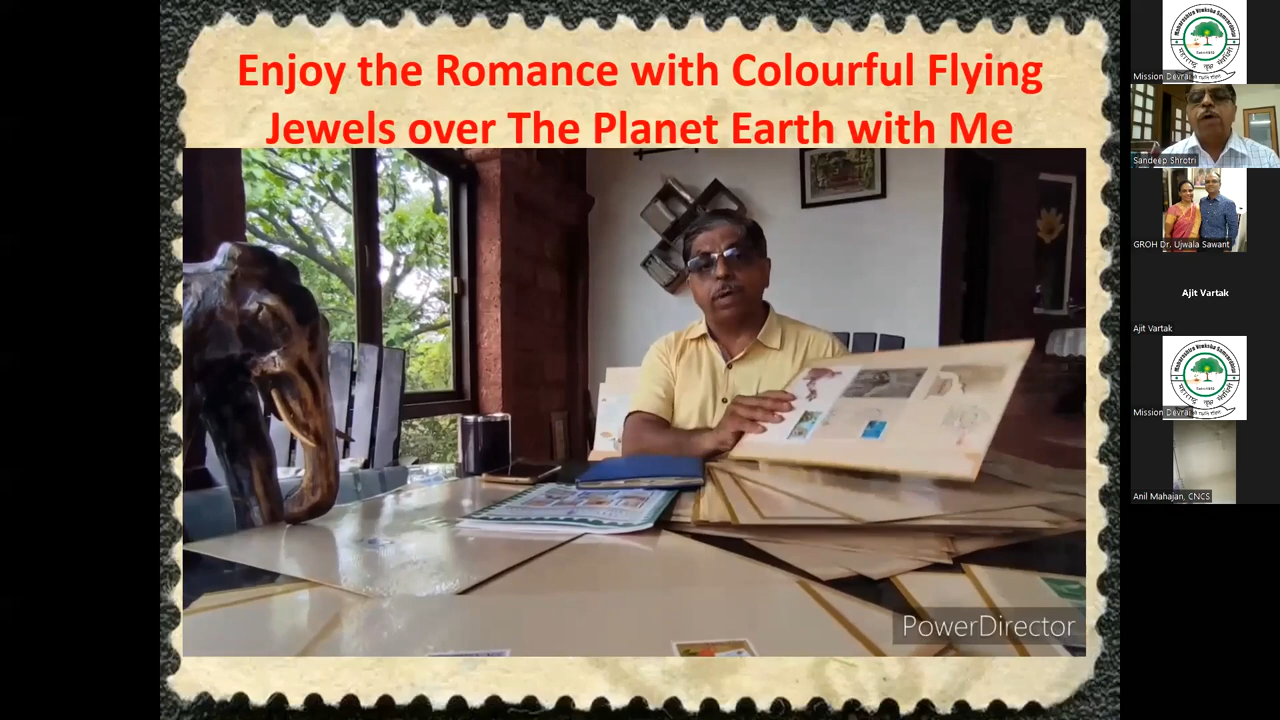 Enjoy the Romance with Colourful Flying
Jewels over The Planet Earth with Me
PowerDirector
Mission Devrai
Sandeep Shrotri
GROH Dr. Ujwala Sawant
Ajit Vartak
Ajit Vartak
Mission Devrai
Anil Mahajan, CNCS